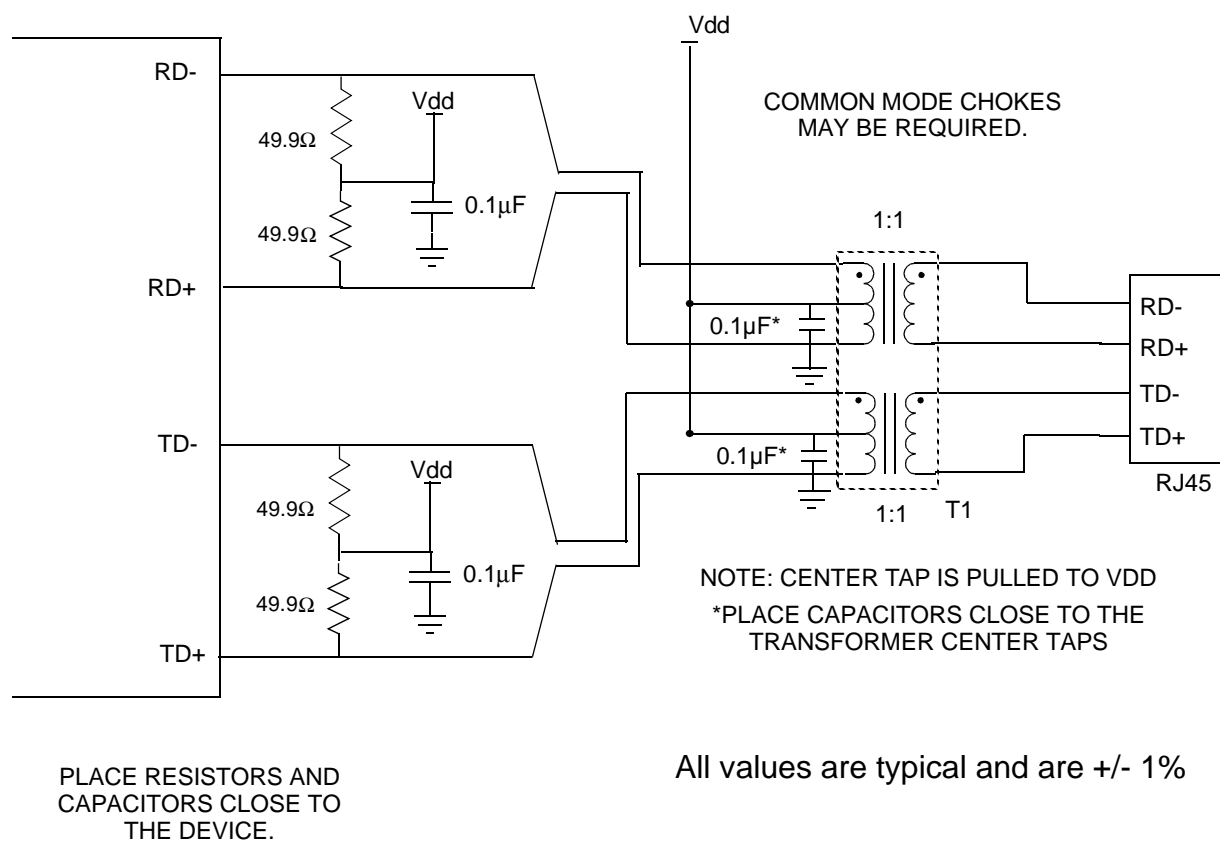 Vdd
RD-
COMMON MODE CHOKES
MAY BE REQUIRED.
Vdd
49.9Ω
0.1μF
49.9Ω
1:1
RD+
RD-
0.1μF*
RD+
TD-
TD-
TD+
0.1μF*
Vdd
RJ45
49.9Ω
1:1
T1
0.1μF
NOTE: CENTER TAP IS PULLED TO VDD
49.9Ω
*PLACE CAPACITORS CLOSE TO THE
TRANSFORMER CENTER TAPS
TD+
All values are typical and are +/- 1%
PLACE RESISTORS AND
CAPACITORS CLOSE TO
THE DEVICE.